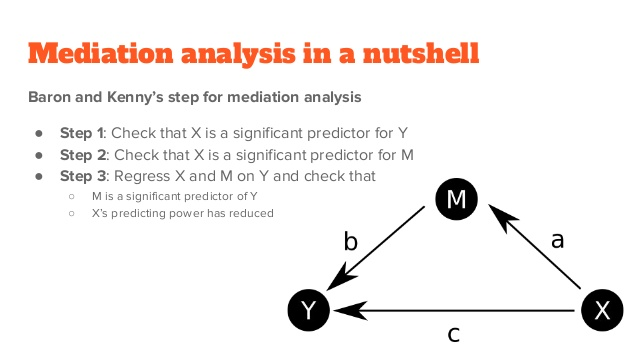 Mediation analysis in a nutshell
Baron and Kenny's step for mediation analysis
● Step 1: Check that X is a significant predictor for Y
● Step 2: Check that X is a significant predictor for M
● Step 3: Regress X and M on Y and check that
○ M is a significant predictor of Y
○ X's predicting power has reduced
M
b
a
Y
X
c